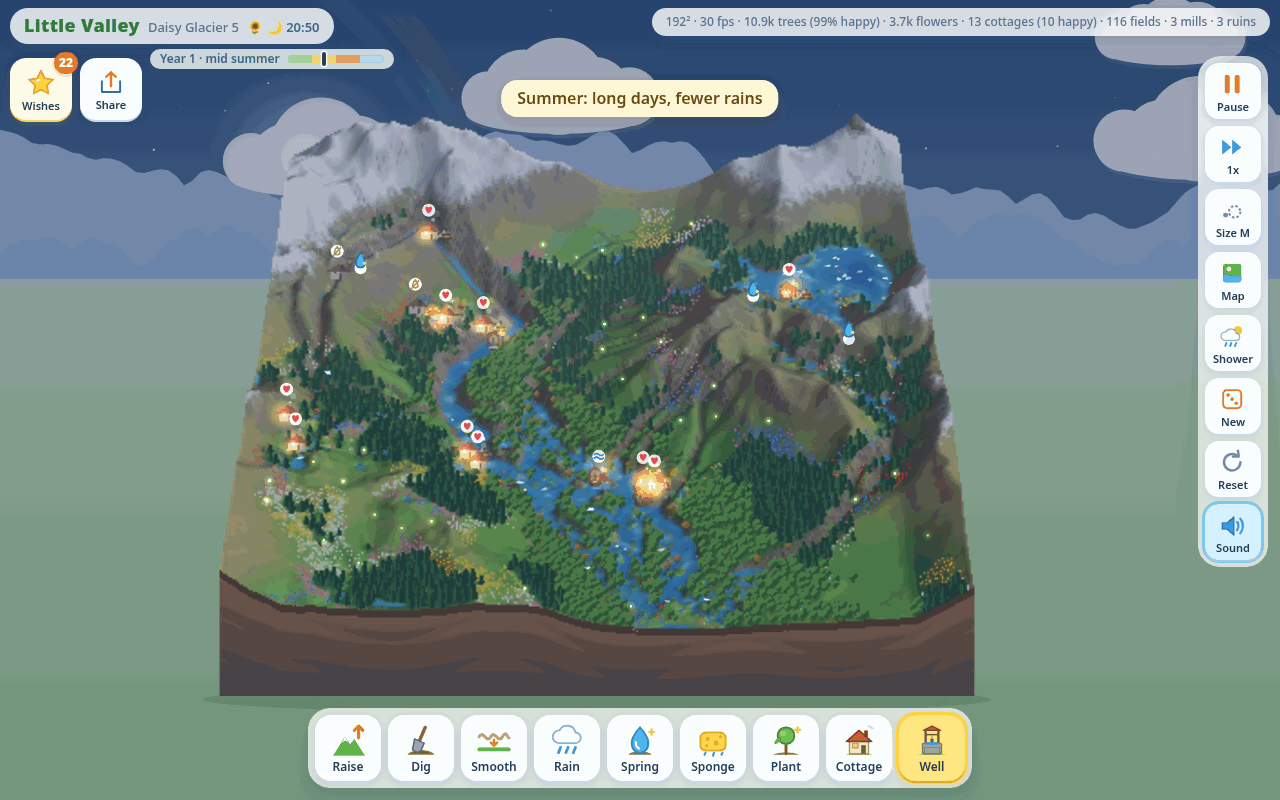 Little Valley Daisy Glacier 5 20:50
192² · 30 fps · 10.9k trees (99% happy) · 3.7k flowers · 13 cottages (10 happy) · 116 fields · 3 mills · 3 ruins
Year 1 · mid summer
22
Wishes
Share
Summer: long days, fewer rains
Pause
1x
Size M
Map
Shower
New
Reset
Sound
Raise
Dig
Smooth
Rain
Spring
Sponge
Plant
Cottage
Well